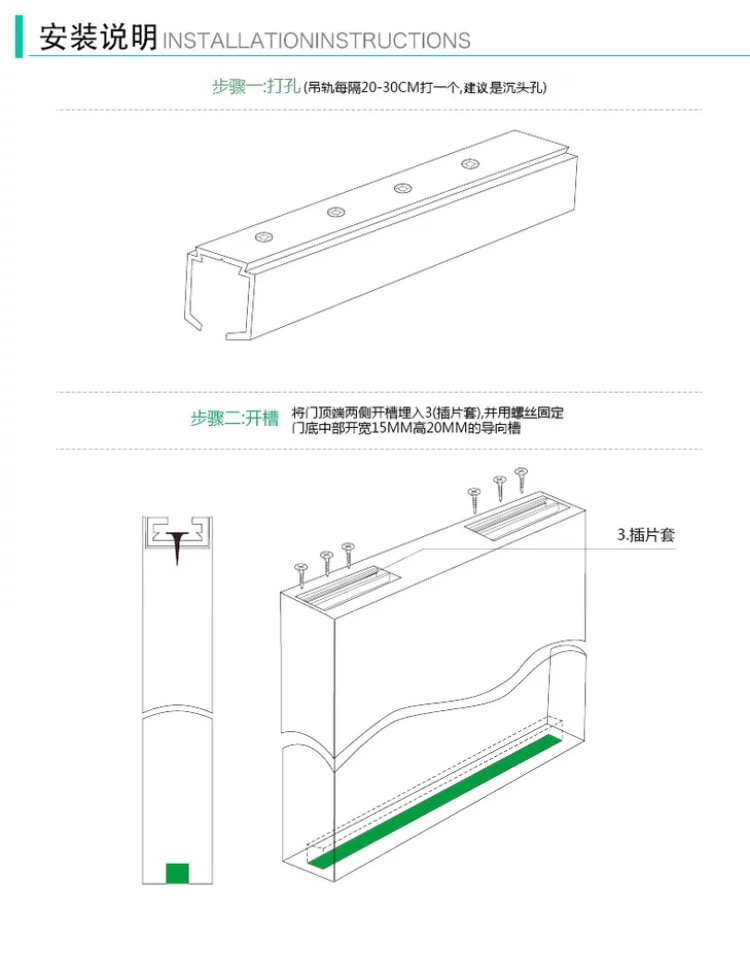 安装说明INSTALLATIONINSTRUCTIONS
步骤一:打孔(吊轨每隔20-30CM打一个,建议是沉头孔)
步骤二:开槽
将门顶端两侧开槽埋入3(插片套),并用螺丝固定
门底中部开宽15MM高20MM的导向槽
3.插片套